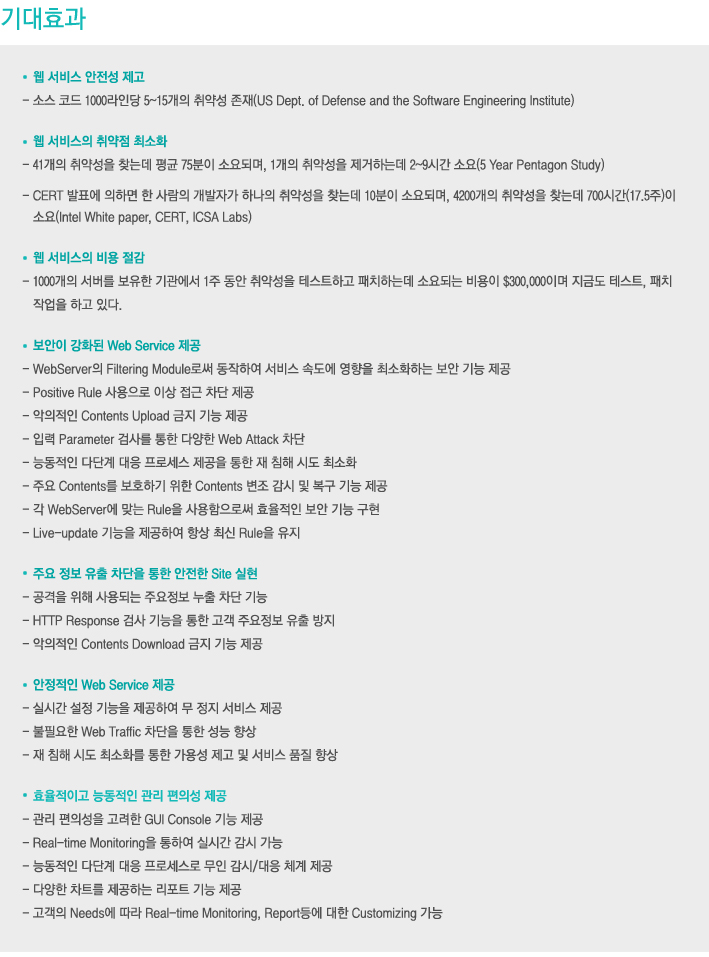 기대효과
• 웹 서비스 안전성 제고
- 소스 코드 1000라인당 5~15개의 취약성 존재(US Dept. of Defense and the Software Engineering Institute)
• 웹 서비스의 취약점 최소화
- 41개의 취약성을 찾는데 평균 75분이 소요되며, 1개의 취약성을 제거하는데 2~9시간 소요(5 Year Pentagon Study)
- CERT 발표에 의하면 한 사람의 개발자가 하나의 취약성을 찾는데 10분이 소요되며, 4200개의 취약성을 찾는데 700시간(17.5주)이
소요(Intel White paper, CERT, ICSA Labs)
• 웹 서비스의 비용 절감
- 1000개의 서버를 보유한 기관에서 1주 동안 취약성을 테스트하고 패치하는데 소요되는 비용이 $300,000이며 지금도 테스트, 패치
작업을 하고 있다.
• 보안이 강화된 Web Service 제공
- WebServer의 Filtering Module로써 동작하여 서비스 속도에 영향을 최소화하는 보안 기능 제공
- Positive Rule 사용으로 이상 접근 차단 제공
- 악의적인 Contents Upload 금지 기능 제공
- 입력 Parameter 검사를 통한 다양한 Web Attack 차단
- 능동적인 다단계 대응 프로세스 제공을 통한 재 침해 시도 최소화
- 주요 Contents를 보호하기 위한 Contents 변조 감시 및 복구 기능 제공
- 각 WebServer에 맞는 Rule을 사용함으로써 효율적인 보안 기능 구현
- Live-update 기능을 제공하여 항상 최신 Rule을 유지
• 주요 정보 유출 차단을 통한 안전한 Site 실현
- 공격을 위해 사용되는 주요정보 누출 차단 기능
- HTTP Response 검사 기능을 통한 고객 주요정보 유출 방지
- 악의적인 Contents Download 금지 기능 제공
• 안정적인 Web Service 제공
- 실시간 설정 기능을 제공하여 무 정지 서비스 제공
- 불필요한 Web Traffic 차단을 통한 성능 향상
- 재 침해 시도 최소화를 통한 가용성 제고 및 서비스 품질 향상
• 효율적이고 능동적인 관리 편의성 제공
- 관리 편의성을 고려한 GUI Console 기능 제공
- Real-time Monitoring을 통하여 실시간 감시 가능
- 능동적인 다단계 대응 프로세스로 무인 감시/대응 체계 제공
- 다양한 차트를 제공하는 리포트 기능 제공
- 고객의 Needs에 따라 Real-time Monitoring, Report등에 대한 Customizing 가능